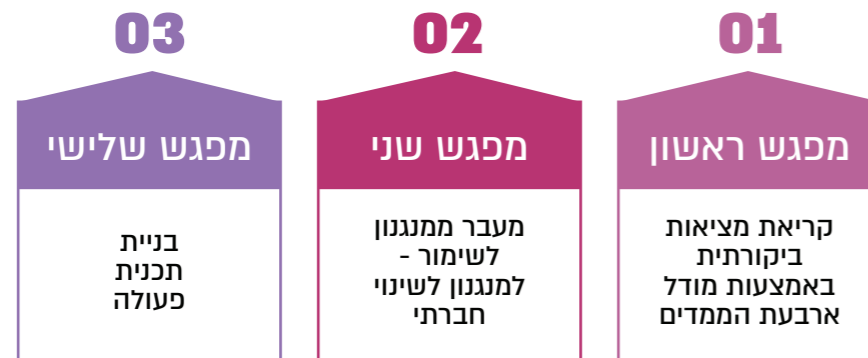 01
מפגש ראשון
קריאת מציאות
ביקורתית
באמצעות מודל
ארבעת הממדים
02
מפגש שני
מעבר ממנגנון
לשימור -
למנגנון לשינוי
חברתי
03
מפגש שלישי
בניית
תכנית
פעולה